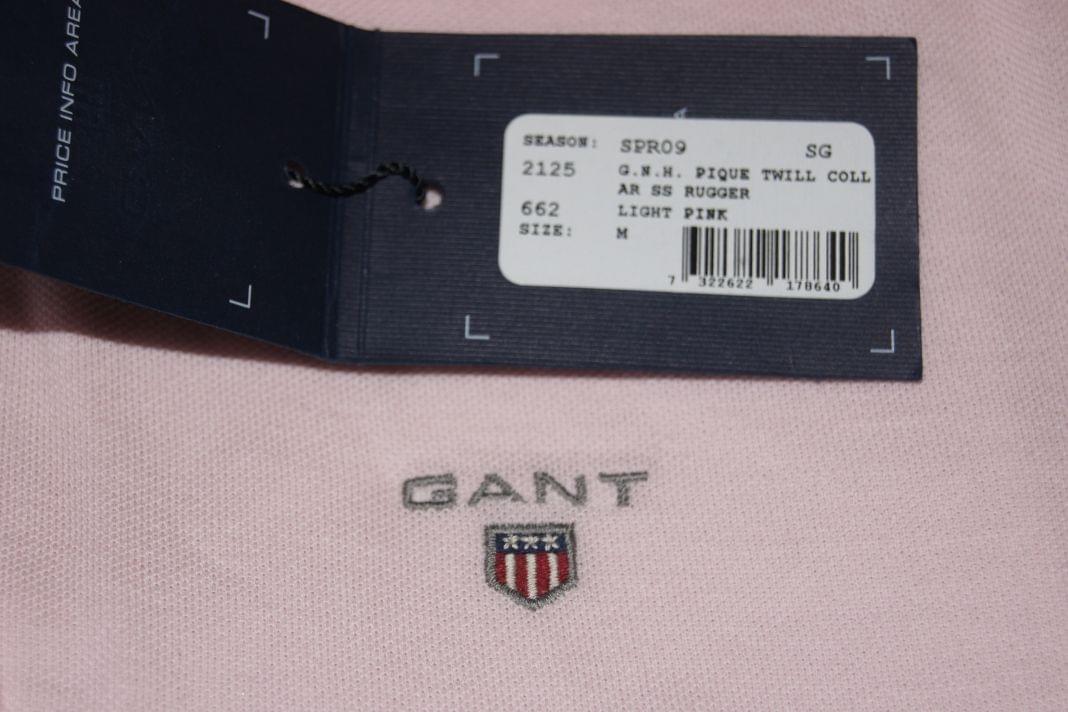 PRICE INFO AREA
SEASON: SPR09 SG
2125 G.N.H. PIQUE TWILL COLL
AR SS RUGGER
662 LIGHT PINK
SIZE: M
7 322622 178640
GANT